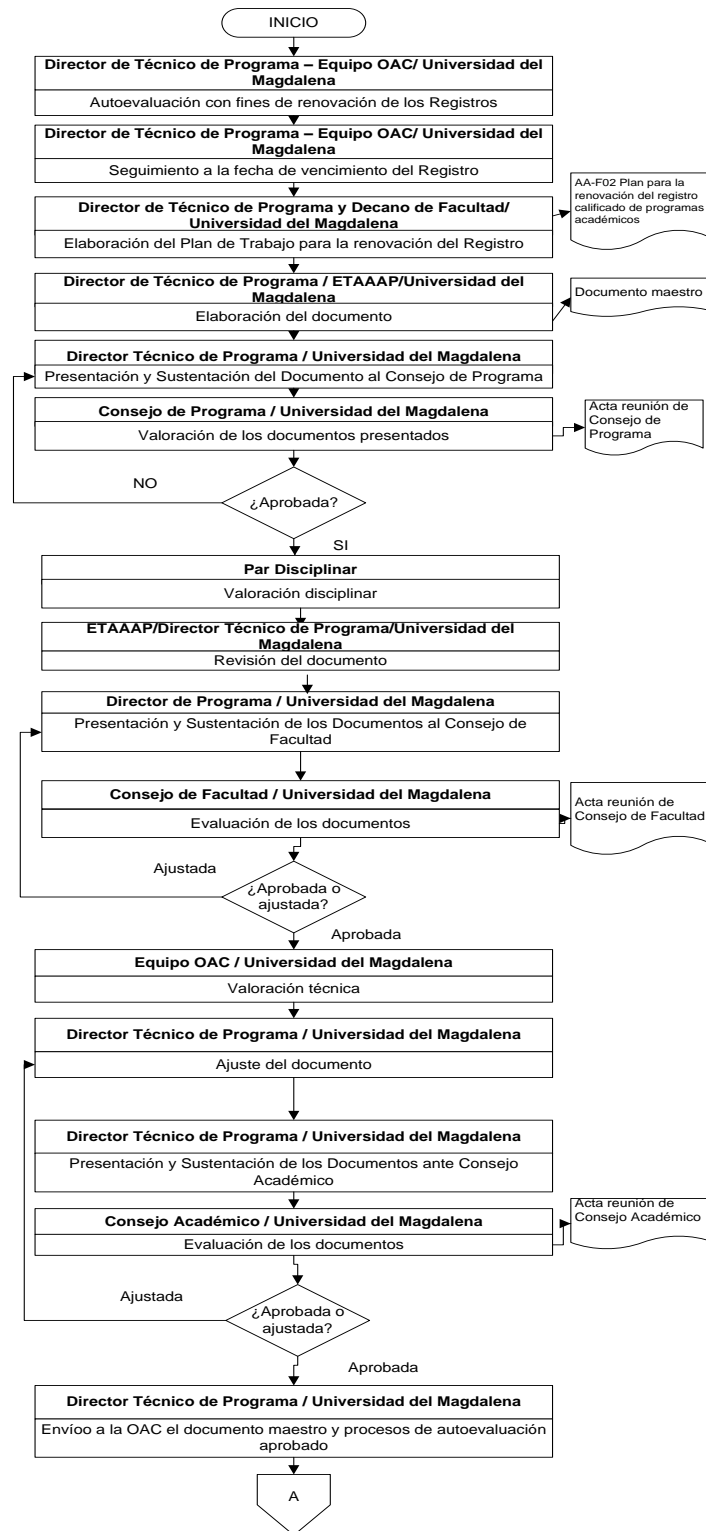 INICIO
Director de Técnico de Programa – Equipo OAC/ Universidad del
Magdalena
Autoevaluación con fines de renovación de los Registros
Director de Técnico de Programa – Equipo OAC/ Universidad del
Magdalena
Seguimiento a la fecha de vencimiento del Registro
Director de Técnico de Programa y Decano de Facultad/
Universidad del Magdalena
Elaboración del Plan de Trabajo para la renovación del Registro
AA-F02 Plan para la
renovación del registro
calificado de programas
académicos
Director de Técnico de Programa / ETAAAP/Universidad del
Magdalena
Elaboración del documento
Documento maestro
Director Técnico de Programa / Universidad del Magdalena
Presentación y Sustentación del Documento al Consejo de Programa
Consejo de Programa / Universidad del Magdalena
Valoración de los documentos presentados
Acta reunión de
Consejo de
Programa
NO
¿Aprobada?
SI
Par Disciplinar
Valoración disciplinar
ETAAAP/Director Técnico de Programa/Universidad del
Magdalena
Revisión del documento
Director de Programa / Universidad del Magdalena
Presentación y Sustentación de los Documentos al Consejo de
Facultad
Consejo de Facultad / Universidad del Magdalena
Evaluación de los documentos
Acta reunión de
Consejo de Facultad
Ajustada
¿Aprobada o
ajustada?
Aprobada
Equipo OAC / Universidad del Magdalena
Valoración técnica
Director Técnico de Programa / Universidad del Magdalena
Ajuste del documento
Director Técnico de Programa / Universidad del Magdalena
Presentación y Sustentación de los Documentos ante Consejo
Académico
Consejo Académico / Universidad del Magdalena
Evaluación de los documentos
Acta reunión de
Consejo Académico
Ajustada
¿Aprobada o
ajustada?
Aprobada
Director Técnico de Programa / Universidad del Magdalena
Envíoo a la OAC el documento maestro y procesos de autoevaluación
aprobado
A